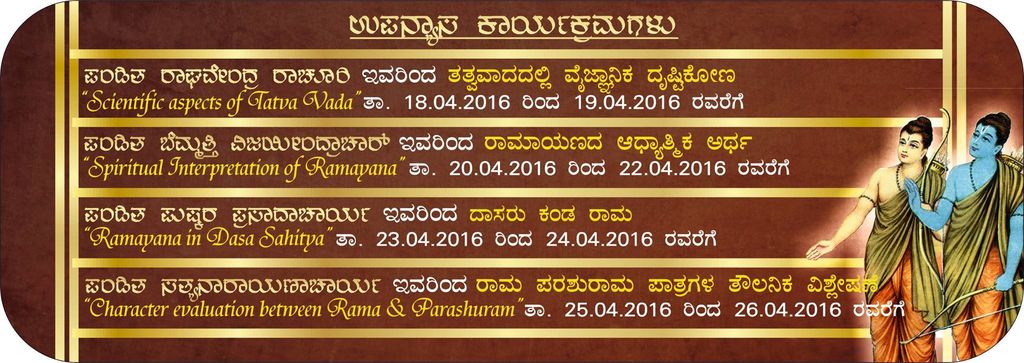 ಉಪನ್ಯಾಸ ಕಾರ್ಯಕ್ರಮಗಳು
ಪಂಡಿತ ರಾಘವೇಂದ್ರ ರಾಚೂರಿ ಇವರಿಂದ ತತ್ವವಾದದಲ್ಲಿ ವೈಜ್ಞಾನಿಕ ದೃಷ್ಟಿಕೋಣ
“Scientific aspects of Tatva Vada” ತಾ. 18.04.2016 ರಿಂದ 19.04.2016 ರವರೆಗೆ
ಪಂಡಿತ ಬೆಮ್ಮತ್ತಿ ವಿಜಯೀಂದ್ರಾಚಾರ್ ಇವರಿಂದ ರಾಮಾಯಣದ ಆಧ್ಯಾತ್ಮಿಕ ಅರ್ಥ
“Spiritual Interpretation of Ramayana” ತಾ. 20.04.2016 ರಿಂದ 22.04.2016 ರವರೆಗೆ
ಪಂಡಿತ ಪುಷ್ಕರ ಪ್ರಸಾದಾಚಾರ್ಯ ಇವರಿಂದ ದಾಸರು ಕಂಡ ರಾಮ
“Ramayana in Dasa Sahitya” ತಾ. 23.04.2016 ರಿಂದ 24.04.2016 ರವರೆಗೆ
ಪಂಡಿತ ಸತ್ಯನಾರಾಯಣಾಚಾರ್ಯ ಇವರಿಂದ ರಾಮ ಪರಶುರಾಮ ಪಾತ್ರಗಳ ತೌಲನಿಕ ವಿಶ್ಲೇಷಣೆ
“Character evaluation between Rama & Parashuram” ತಾ. 25.04.2016 ರಿಂದ 26.04.2016 ರವರೆಗೆ